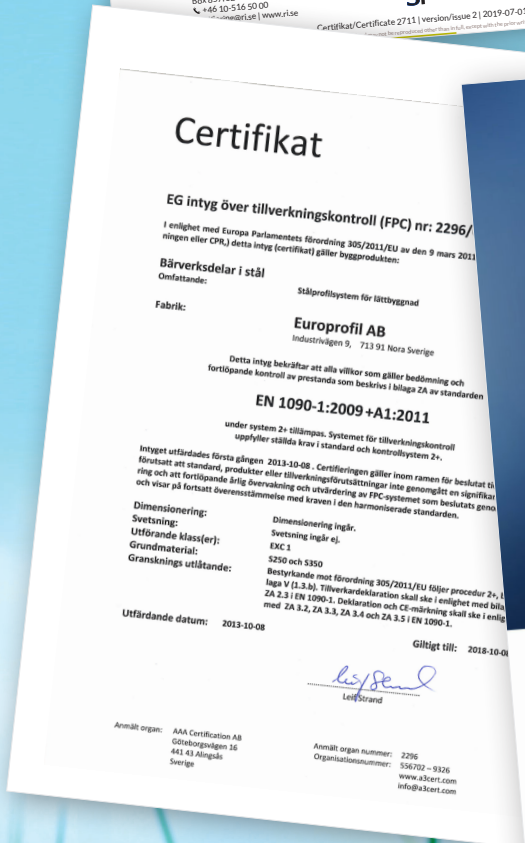 +46 10-516 50 00
@ri.se | www.ri.se
Certifikat/Certificate 2711 | version/issue 2 | 2019-07-01
Certifikat
EG intyg över tillverkningskontroll (FPC) nr: 2296/
I enlighet med Europa Parlamentets förordning 305/2011/EU av den 9 mars 2011
ningen eller CPR,) detta intyg (certifikat) gäller byggprodukten:
Bärverksdelar i stål
Omfattande:
Stålprofilsystem för lättbyggnad
Fabrik:
Europrofil AB
Industrivägen 9, 713 91 Nora Sverige
Detta intyg bekräftar att alla villkor som gäller bedömning och
fortlöpande kontroll av prestanda som beskrivs i bilaga ZA av standarden
EN 1090-1:2009+A1:2011
under system 2+ tillämpas. Systemet för tillverkningskontroll
uppfyller ställda krav i standard och kontrollsystem 2+.
Intyget utfärdades första gången 2013-10-08 . Certifieringen gäller inom ramen för beslutat
förutsatt att standard, produkter eller tillverkningsförutsättningar inte genomgått en
ring och att fortlöpande årlig övervakning och utvärdering av FPC-systemet som beslutats
och visar på fortsatt överensstämmelse med kraven i den harmoniserade standarden.
Dimensionering: Dimensionering ingår.
Svetsning: Svetsning ingår ej.
Utförande klass(er): EXC 1
Grundmaterial: S250 och S350
Gransknings utlåtande: Bestyrkande mot förordning 305/2011/EU följer procedur 2+,
laga V (1.3.b). Tillverkardeklaration skall ske i enlighet med
ZA 2.3 i EN 1090-1. Deklaration och CE-märkning skall ske i
med ZA 3.2, ZA 3.3, ZA 3.4 och ZA 3.5 i EN 1090-1.
Utfärdande datum: 2013-10-08
Giltigt till: 2018-10-0
Leif Strand
Anmält organ: AAA Certification AB
Göteborgsvägen 16
441 43 Alingsås
Sverige
Anmält organ nummer: 2296
Organisationsnummer: 556702 – 9326
www.a3cert.com
info@a3cert.com